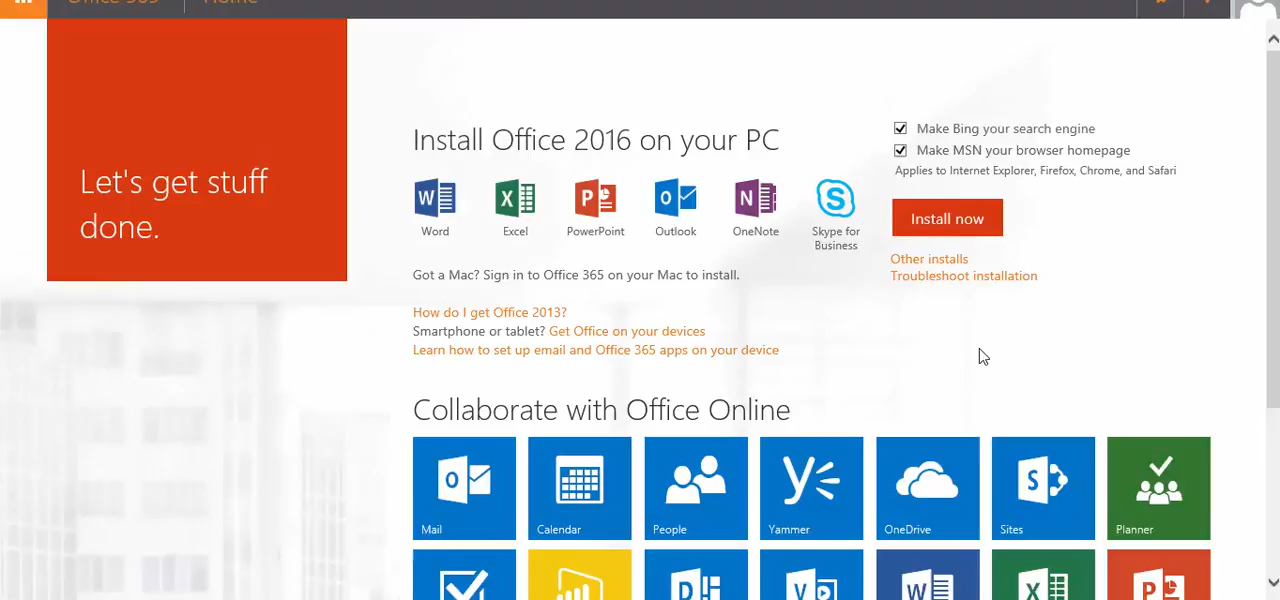 Office 365 Home
Let's get stuff
done.
Install Office 2016 on your PC
Word Excel PowerPoint Outlook OneNote Skype for
Business
Got a Mac? Sign in to Office 365 on your Mac to install.
How do I get Office 2013?
Smartphone or tablet? Get Office on your devices
Learn how to set up email and Office 365 apps on your device
Make Bing your search engine
Make MSN your browser homepage
Applies to Internet Explorer, Firefox, Chrome, and Safari
Install now
Other installs
Troubleshoot installation
Collaborate with Office Online
Mail Calendar People Yammer OneDrive Sites Planner